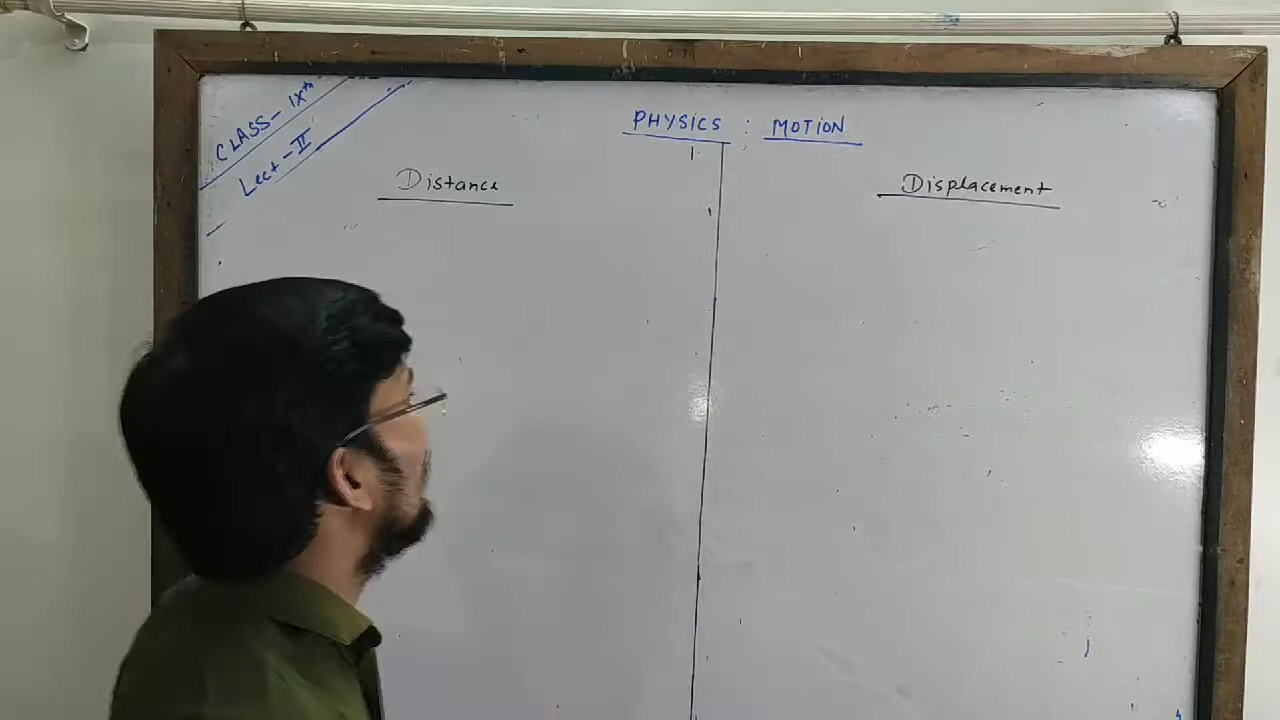 CLASS- IXth
Lect - II
PHYSICS : MOTION
Distance
Displacement